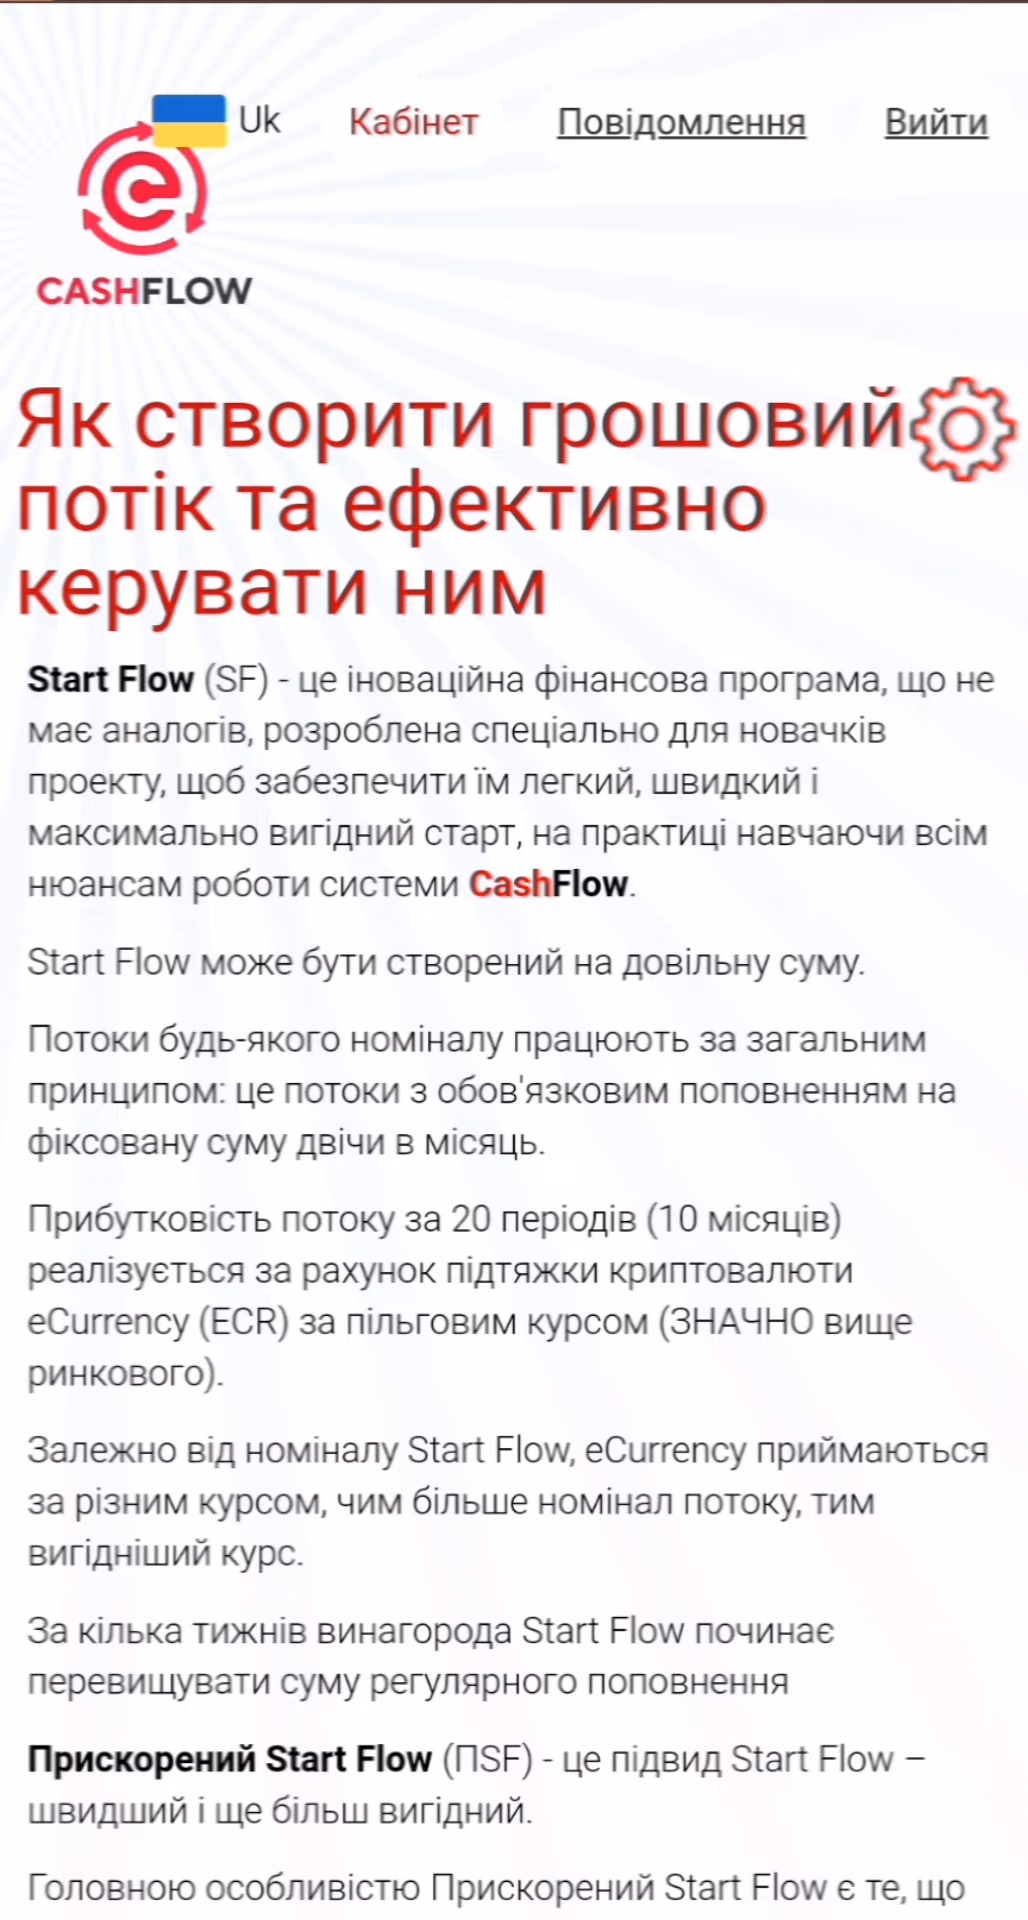 Uk Кабінет Повідомлення Вийти
CASHFLOW
Як створити грошовий
потік та ефективно
керувати ним
Start Flow (SF) - це іноваційна фінансова програма, що не
має аналогів, розроблена спеціально для новачків
проекту, щоб забезпечити їм легкий, швидкий і
максимально вигідний старт, на практиці навчаючи всім
нюансам роботи системи CashFlow.
Start Flow може бути створений на довільну суму.
Потоки будь-якого номіналу працюють за загальним
принципом: це потоки з обов'язковим поповненням на
фіксовану суму двічи в місяць.
Прибутковість потоку за 20 періодів (10 місяців)
реалізується за рахунок підтяжки криптовалюти
eCurrency (ECR) за пільговим курсом (ЗНАЧНО вище
ринкового).
Залежно від номіналу Start Flow, eCurrency приймаються
за різним курсом, чим більше номінал потоку, тим
вигідніший курс.
За кілька тижнів винагорода Start Flow починає
перевищувати суму регулярного поповнення
Прискорений Start Flow (ПSF) - це підвид Start Flow –
швидший і ще більш вигідний.
Головною особливістю Прискорений Start Flow є те, що